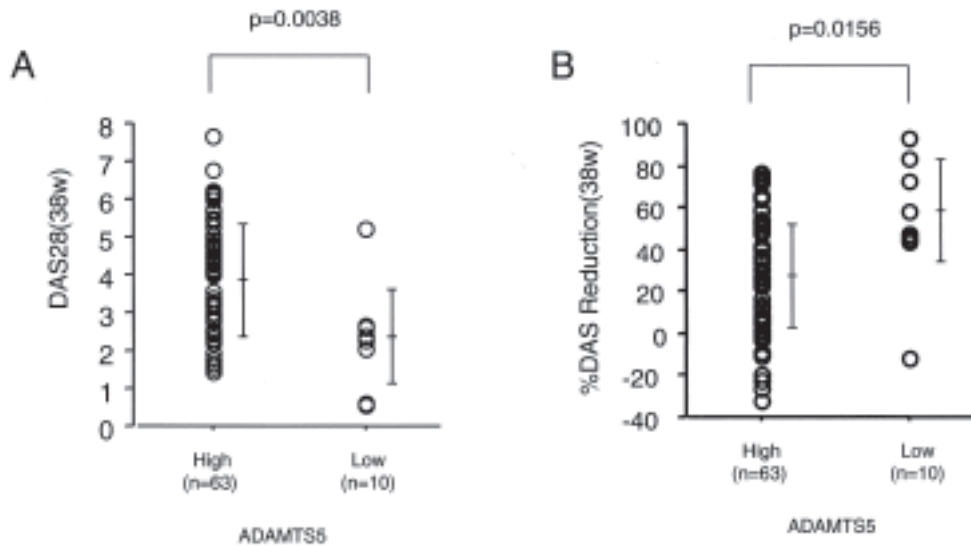 p=0.0038
A
DAS28(38w)
8
7
6
5
4
3
2
1
0
High
(n=63)
Low
(n=10)
ADAMTS5
p=0.0156
B
%DAS Reduction(38w)
100
80
60
40
20
0
-20
-40
High
(n=63)
Low
(n=10)
ADAMTS5